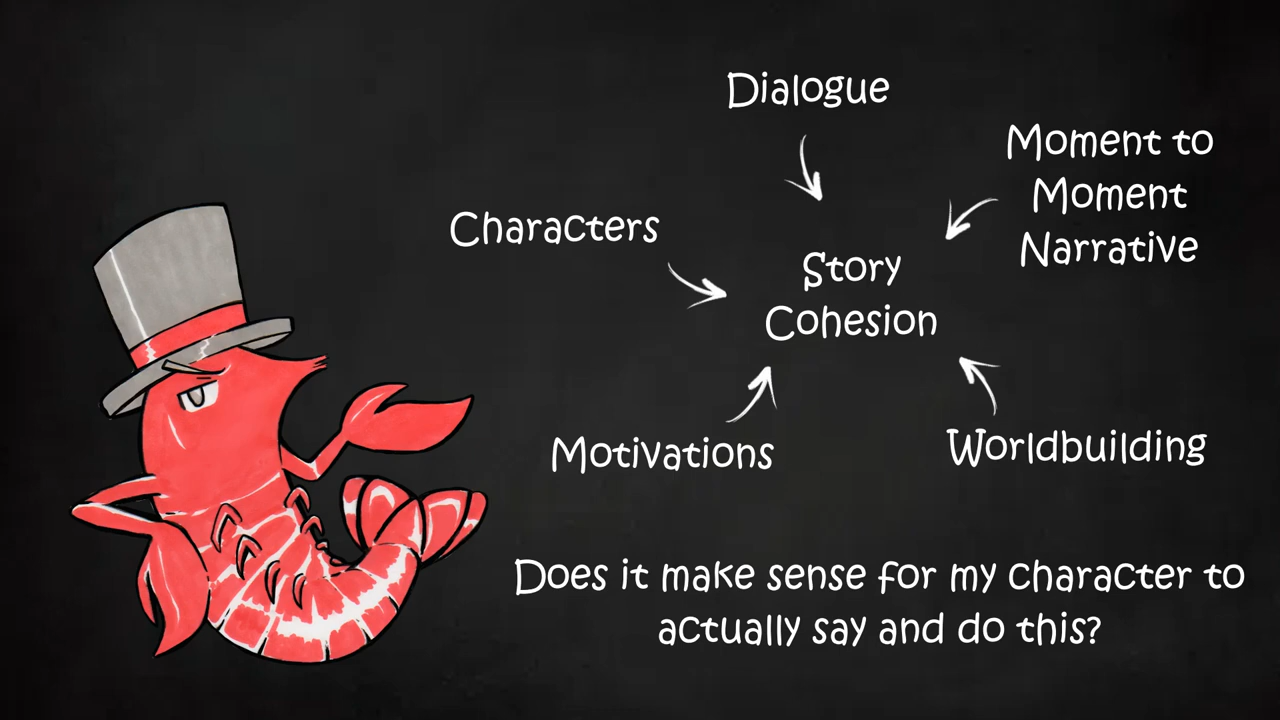 Dialogue
Moment to
Moment
Narrative
Characters
Story
Cohesion
Motivations
Worldbuilding
Does it make sense for my character to
actually say and do this?